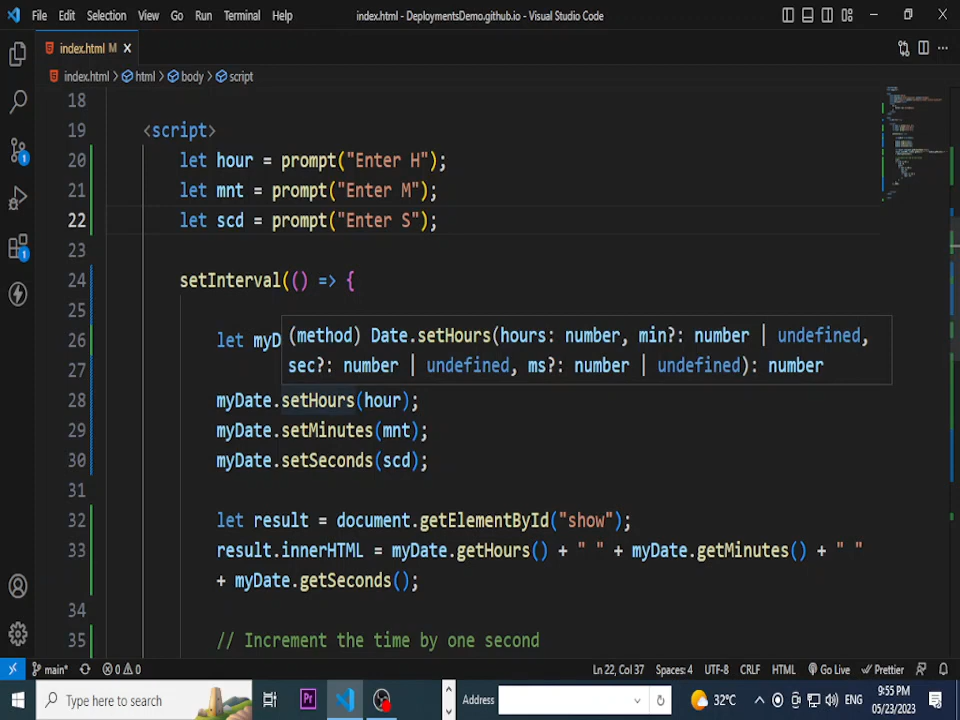 File Edit Selection View Go Run Terminal Help index.html - DeploymentsDemo.github.io - Visual Studio Code
index.html M
index.html > html > body > script
18
19 <script>
20 let hour = prompt("Enter H");
21 let mnt = prompt("Enter M");
22 let scd = prompt("Enter S");
23
24 setInterval(() => {
25
(method) Date.setHours(hours: number, min?: number | undefined,
26 let myD
sec?: number | undefined, ms?: number | undefined): number
27
28 myDate.setHours(hour);
29 myDate.setMinutes(mnt);
30 myDate.setSeconds(scd);
31
32 let result = document.getElementById("show");
33 result.innerHTML = myDate.getHours() + " " + myDate.getMinutes() + " "
+ myDate.getSeconds();
34
35 // Increment the time by one second
1
1
main* 0 0 Ln 22, Col 37 Spaces: 4 UTF-8 CRLF HTML Go Live Prettier
Type here to search Pr Address 32°C ENG 9:55 PM
05/23/2023